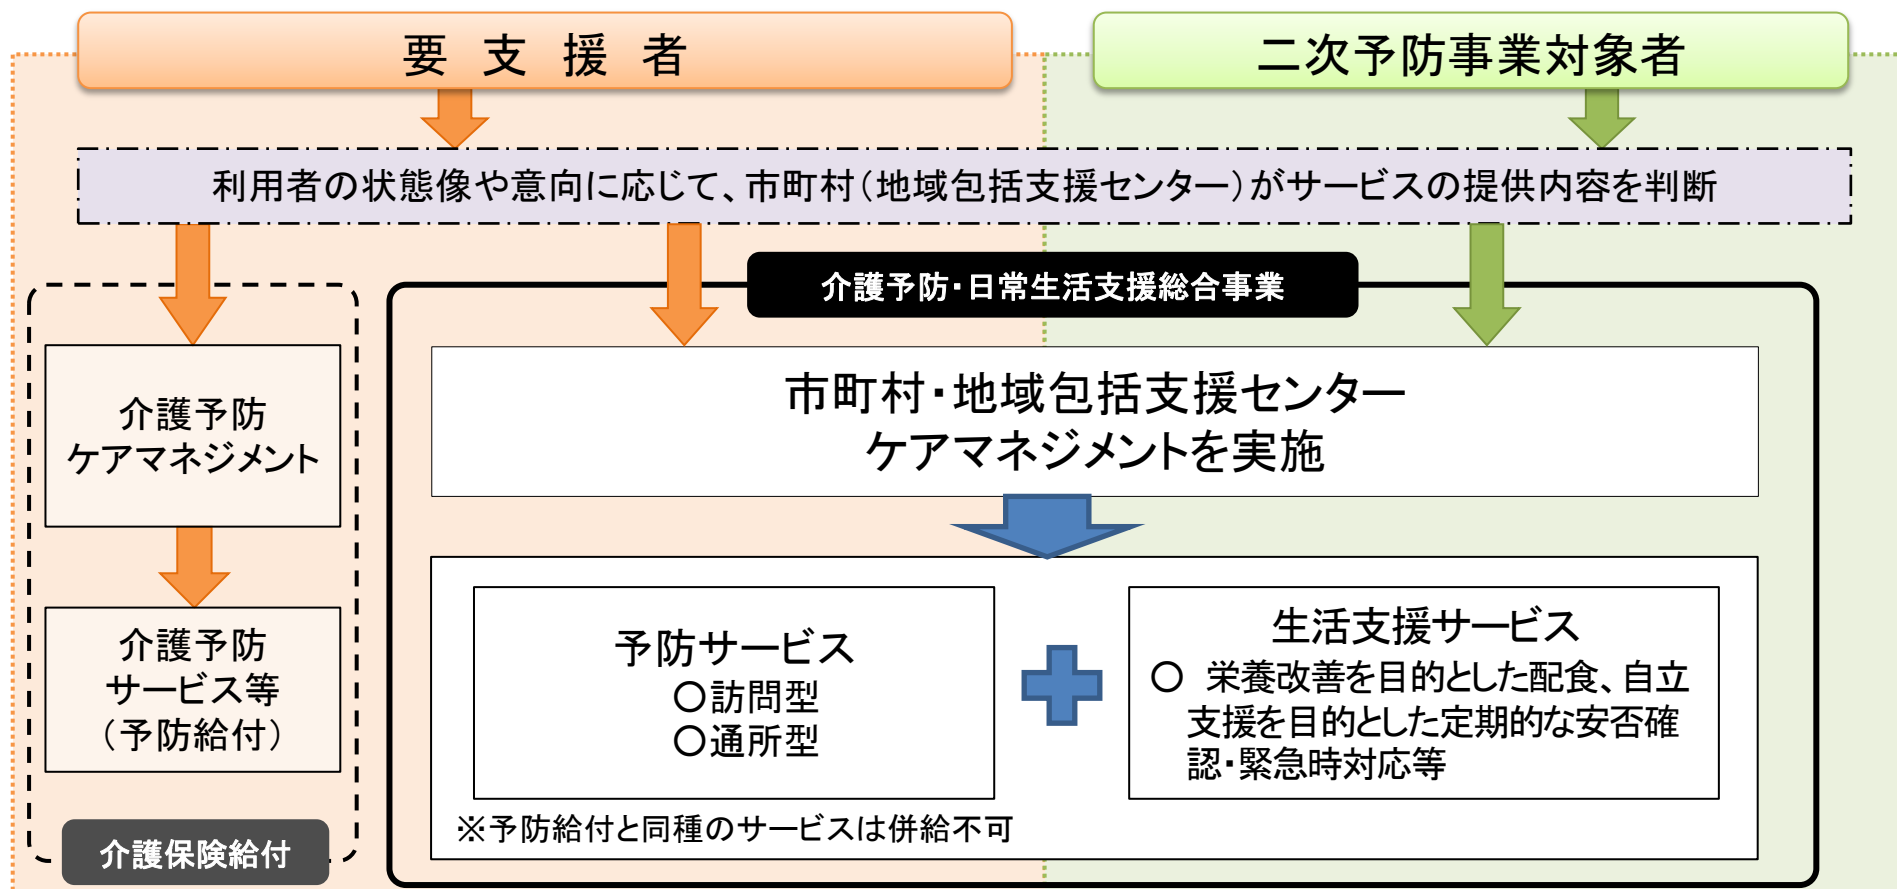 要支援者
二次予防事業対象者
利用者の状態像や意向に応じて、市町村(地域包括支援センター)がサービスの提供内容を判断
介護予防
ケアマネジメント
介護予防
サービス等
(予防給付)
介護保険給付
介護予防・日常生活支援総合事業
市町村・地域包括支援センター
ケアマネジメントを実施
予防サービス
○訪問型
○通所型
生活支援サービス
○ 栄養改善を目的とした配食、自立
支援を目的とした定期的な安否確
認・緊急時対応等
※予防給付と同種のサービスは併給不可